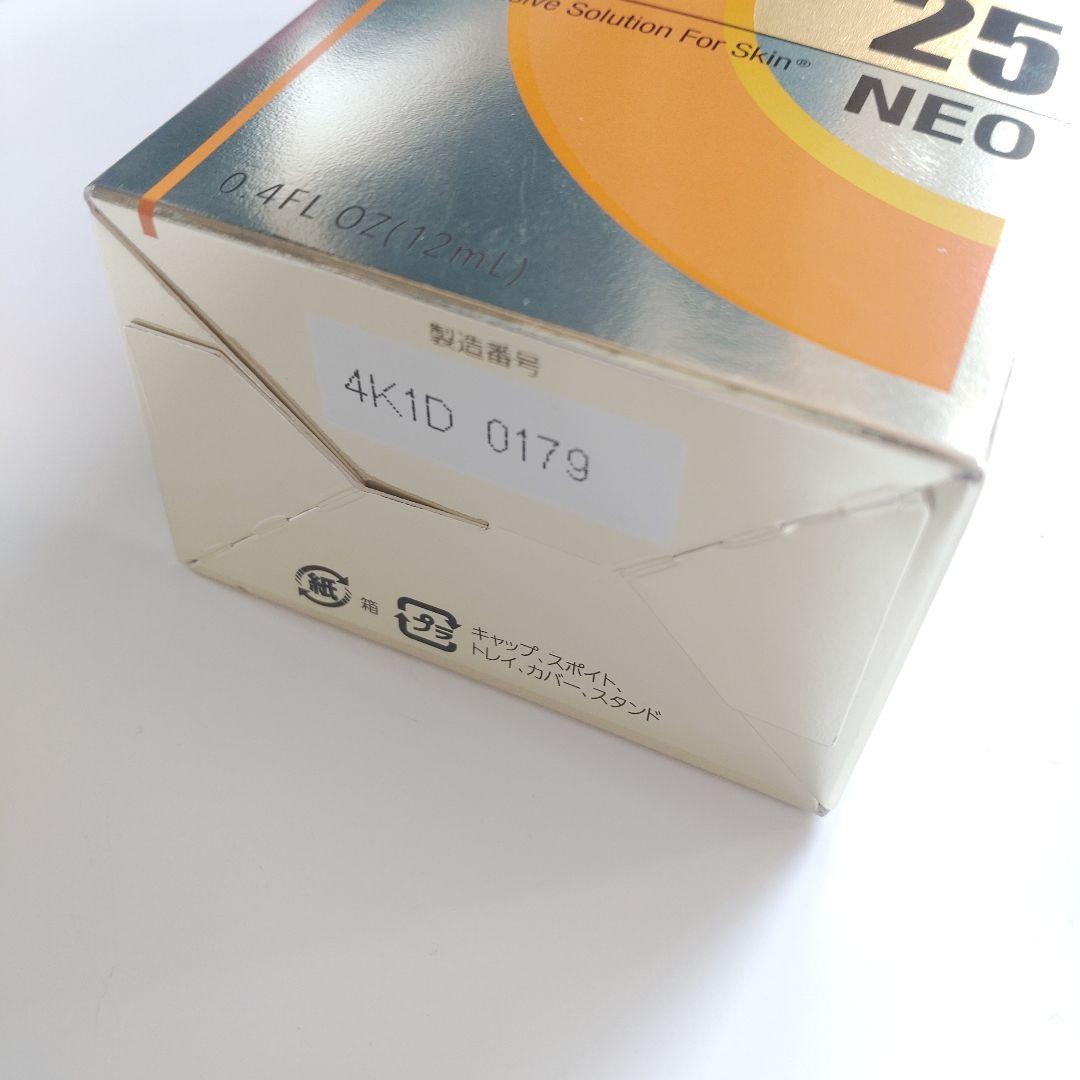 Solution For Skin®
25
NEO
0.4FL OZ(12mL)
製造番号
4K1D 0179
紙
箱
プラ
キャップ、スポイト、
トレイ、カバー、スタンド